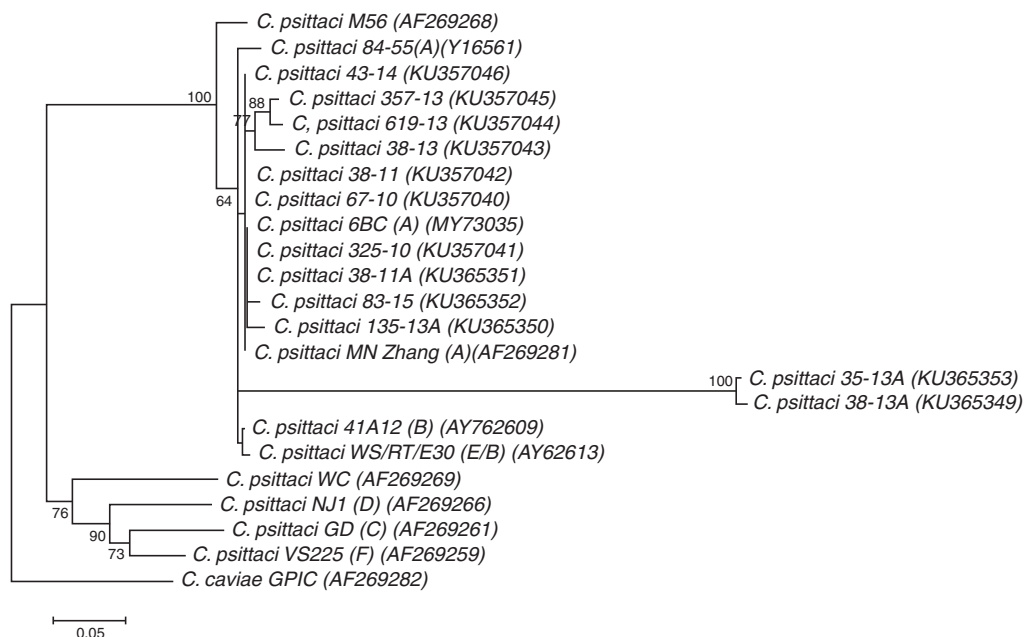 C. psittaci M56 (AF269268)
C. psittaci 84-55(A)(Y16561)
C. psittaci 43-14 (KU357046)
C. psittaci 357-13 (KU357045)
C, psittaci 619-13 (KU357044)
C. psittaci 38-13 (KU357043)
C. psittaci 38-11 (KU357042)
C. psittaci 67-10 (KU357040)
C. psittaci 6BC (A) (MY73035)
C. psittaci 325-10 (KU357041)
C. psittaci 38-11A (KU365351)
C. psittaci 83-15 (KU365352)
C. psittaci 135-13A (KU365350)
C. psittaci MN Zhang (A)(AF269281)
C. psittaci 35-13A (KU365353)
C. psittaci 38-13A (KU365349)
C. psittaci 41A12 (B) (AY762609)
C. psittaci WS/RT/E30 (E/B) (AY62613)
C. psittaci WC (AF269269)
C. psittaci NJ1 (D) (AF269266)
C. psittaci GD (C) (AF269261)
C. psittaci VS225 (F) (AF269259)
C. caviae GPIC (AF269282)
100
88
77
64
100
76
90
73
0.05